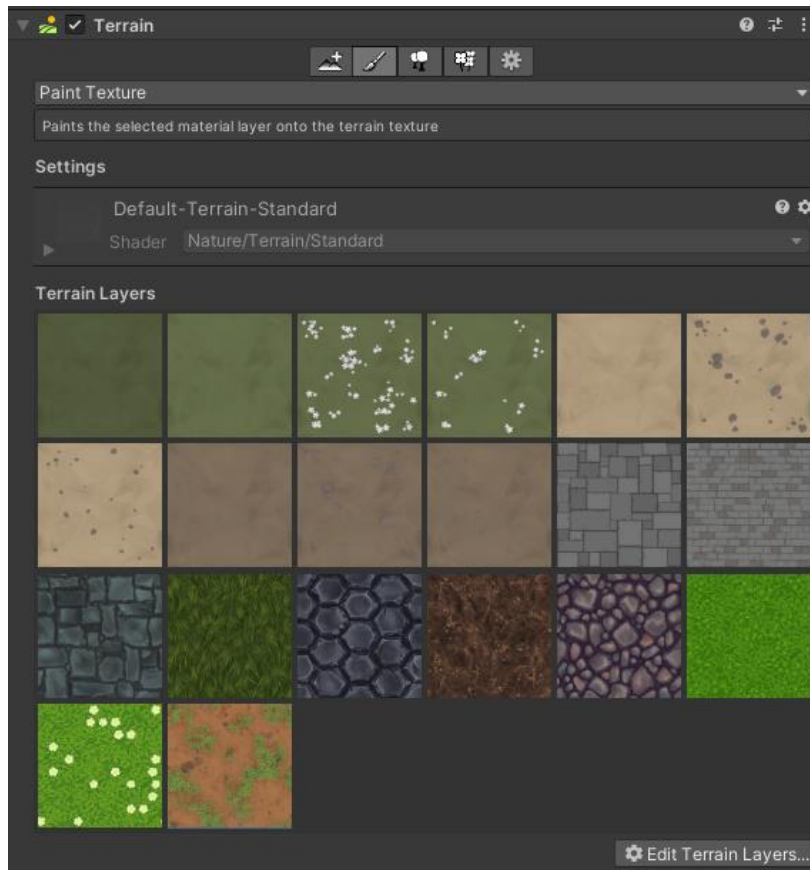 Terrain
Paint Texture
Paints the selected material layer onto the terrain texture
Settings
Default-Terrain-Standard
Shader Nature/Terrain/Standard
Terrain Layers
Edit Terrain Layers...